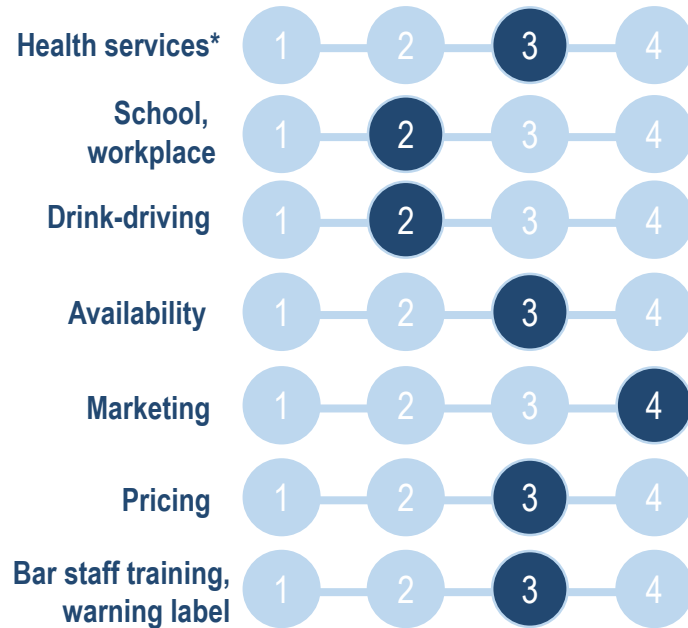 Health services* 1 2 3 4
School,
workplace 1 2 3 4
Drink-driving 1 2 3 4
Availability 1 2 3 4
Marketing 1 2 3 4
Pricing 1 2 3 4
Bar staff training,
warning label 1 2 3 4